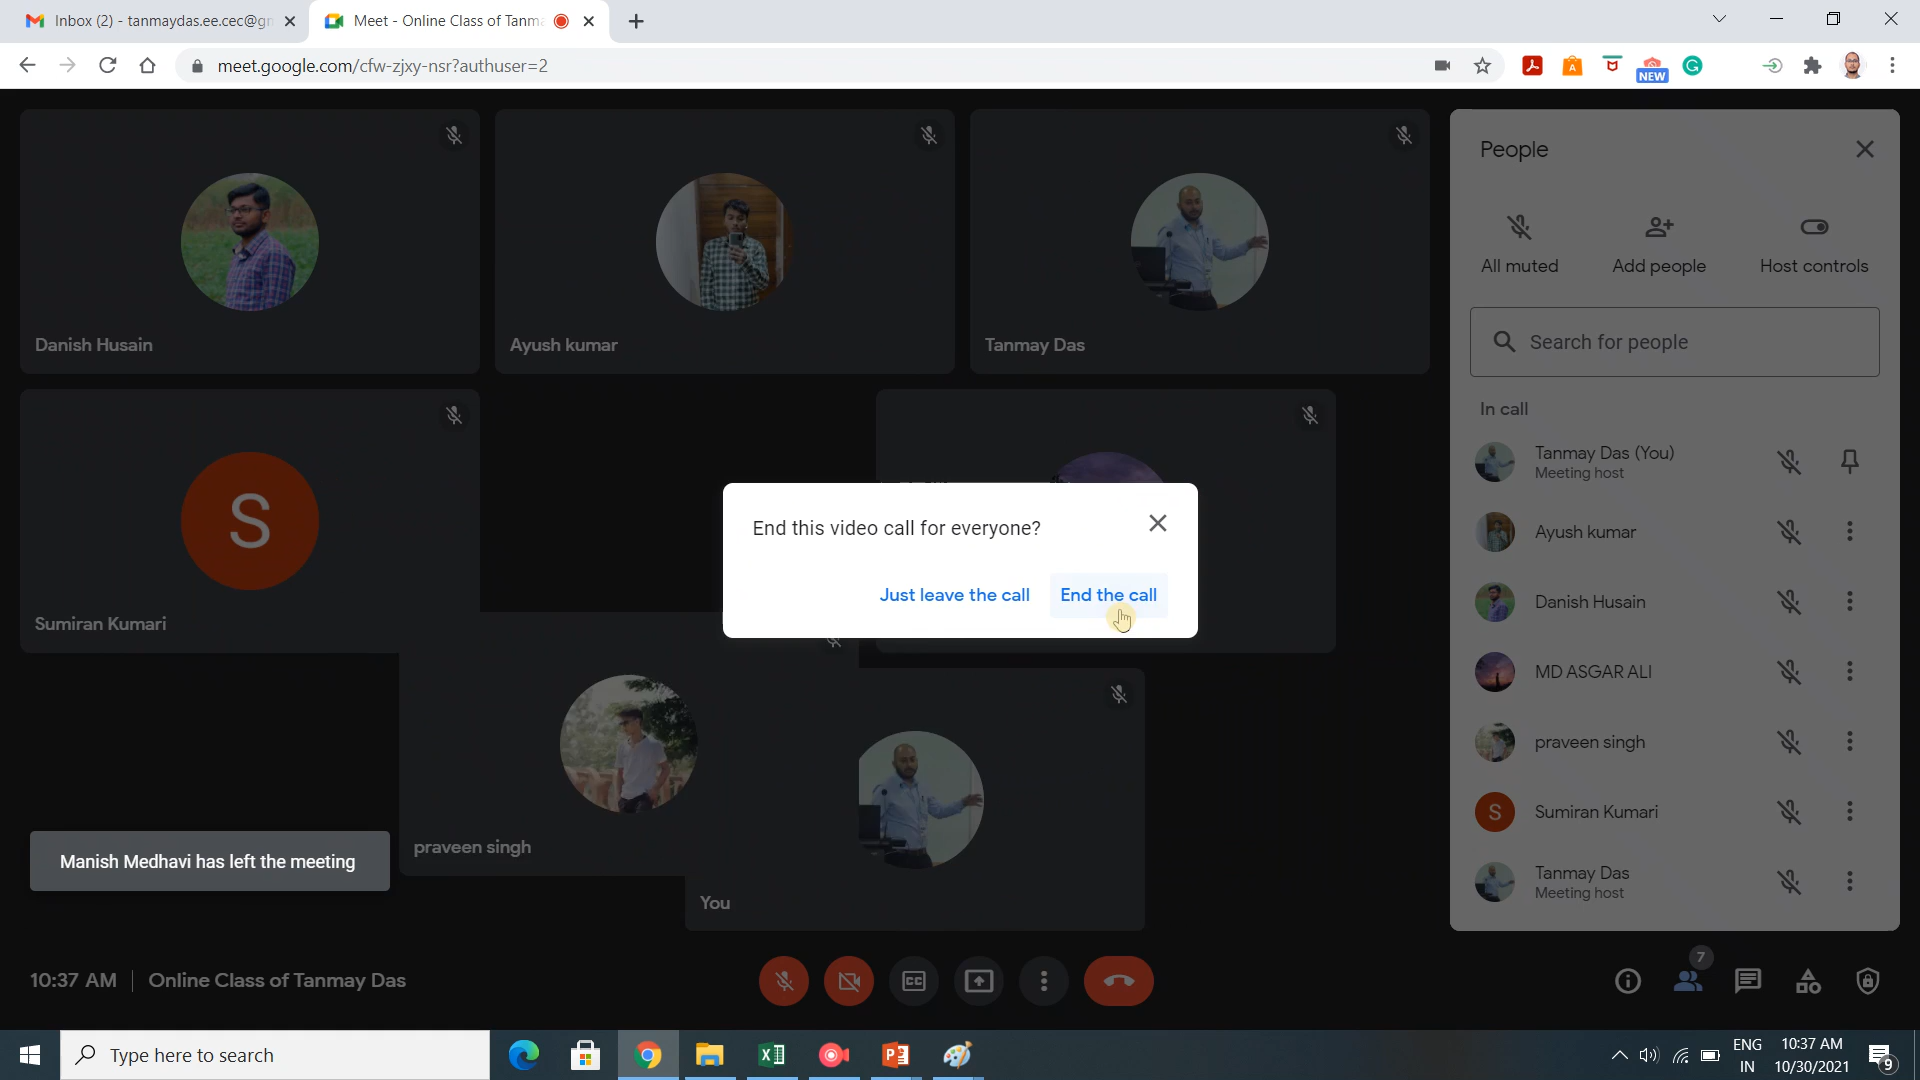 Inbox (2) - tanmaydas.ee.cec@gm
Meet - Online Class of Tanma
meet.google.com/cfw-zjxy-nsr?authuser=2
NEW
Danish Husain
Ayush kumar
Tanmay Das
S
Sumiran Kumari
praveen singh
You
End this video call for everyone?
Just leave the call
End the call
Manish Medhavi has left the meeting
People
All muted
Add people
Host controls
Search for people
In call
Tanmay Das (You)
Meeting host
Ayush kumar
Danish Husain
MD ASGAR ALI
praveen singh
S
Sumiran Kumari
Tanmay Das
Meeting host
10:37 AM
Online Class of Tanmay Das
CC
7
Type here to search
ENG
IN
10:37 AM
10/30/2021
9